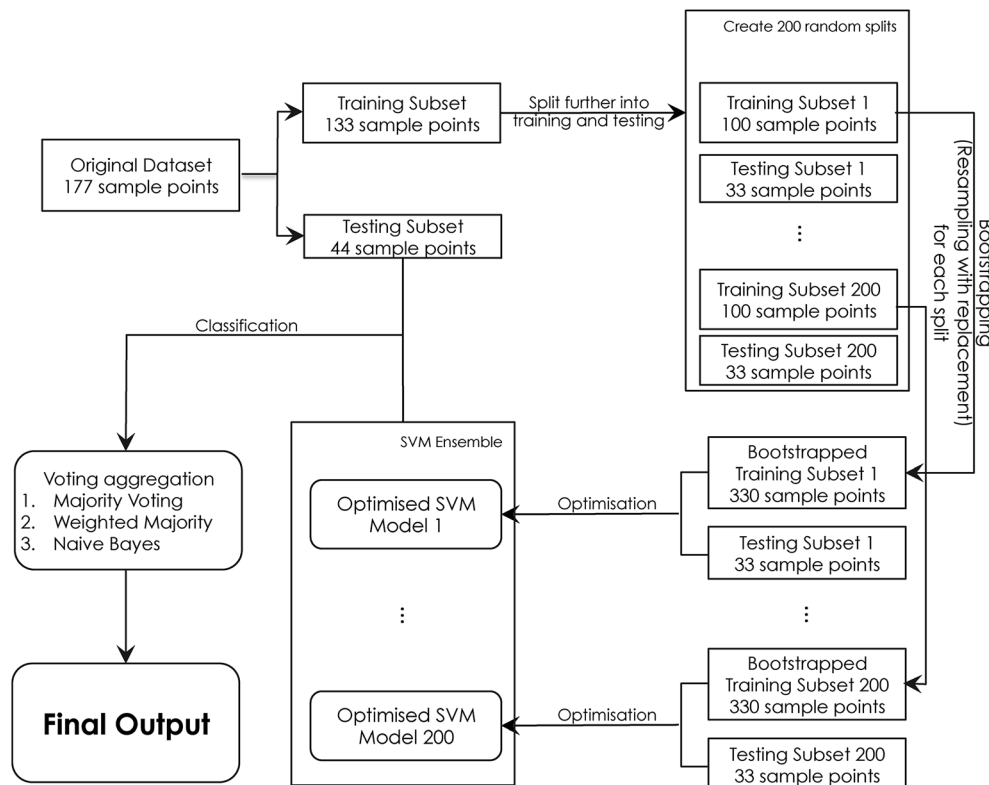 Create 200 random splits
Training Subset
133 sample points
Split further into
training and testing
Training Subset 1
100 sample points
Original Dataset
177 sample points
Testing Subset 1
33 sample points
Testing Subset
44 sample points
...
Bootstrapping
(Resampling with replacement)
for each split
Training Subset 200
100 sample points
Classification
Testing Subset 200
33 sample points
SVM Ensemble
Voting aggregation
1. Majority Voting
2. Weighted Majority
3. Naive Bayes
Optimised SVM
Model 1
Optimisation
Bootstrapped
Training Subset 1
330 sample points
Testing Subset 1
33 sample points
...
...
Final Output
Optimised SVM
Model 200
Optimisation
Bootstrapped
Training Subset 200
330 sample points
Testing Subset 200
33 sample points